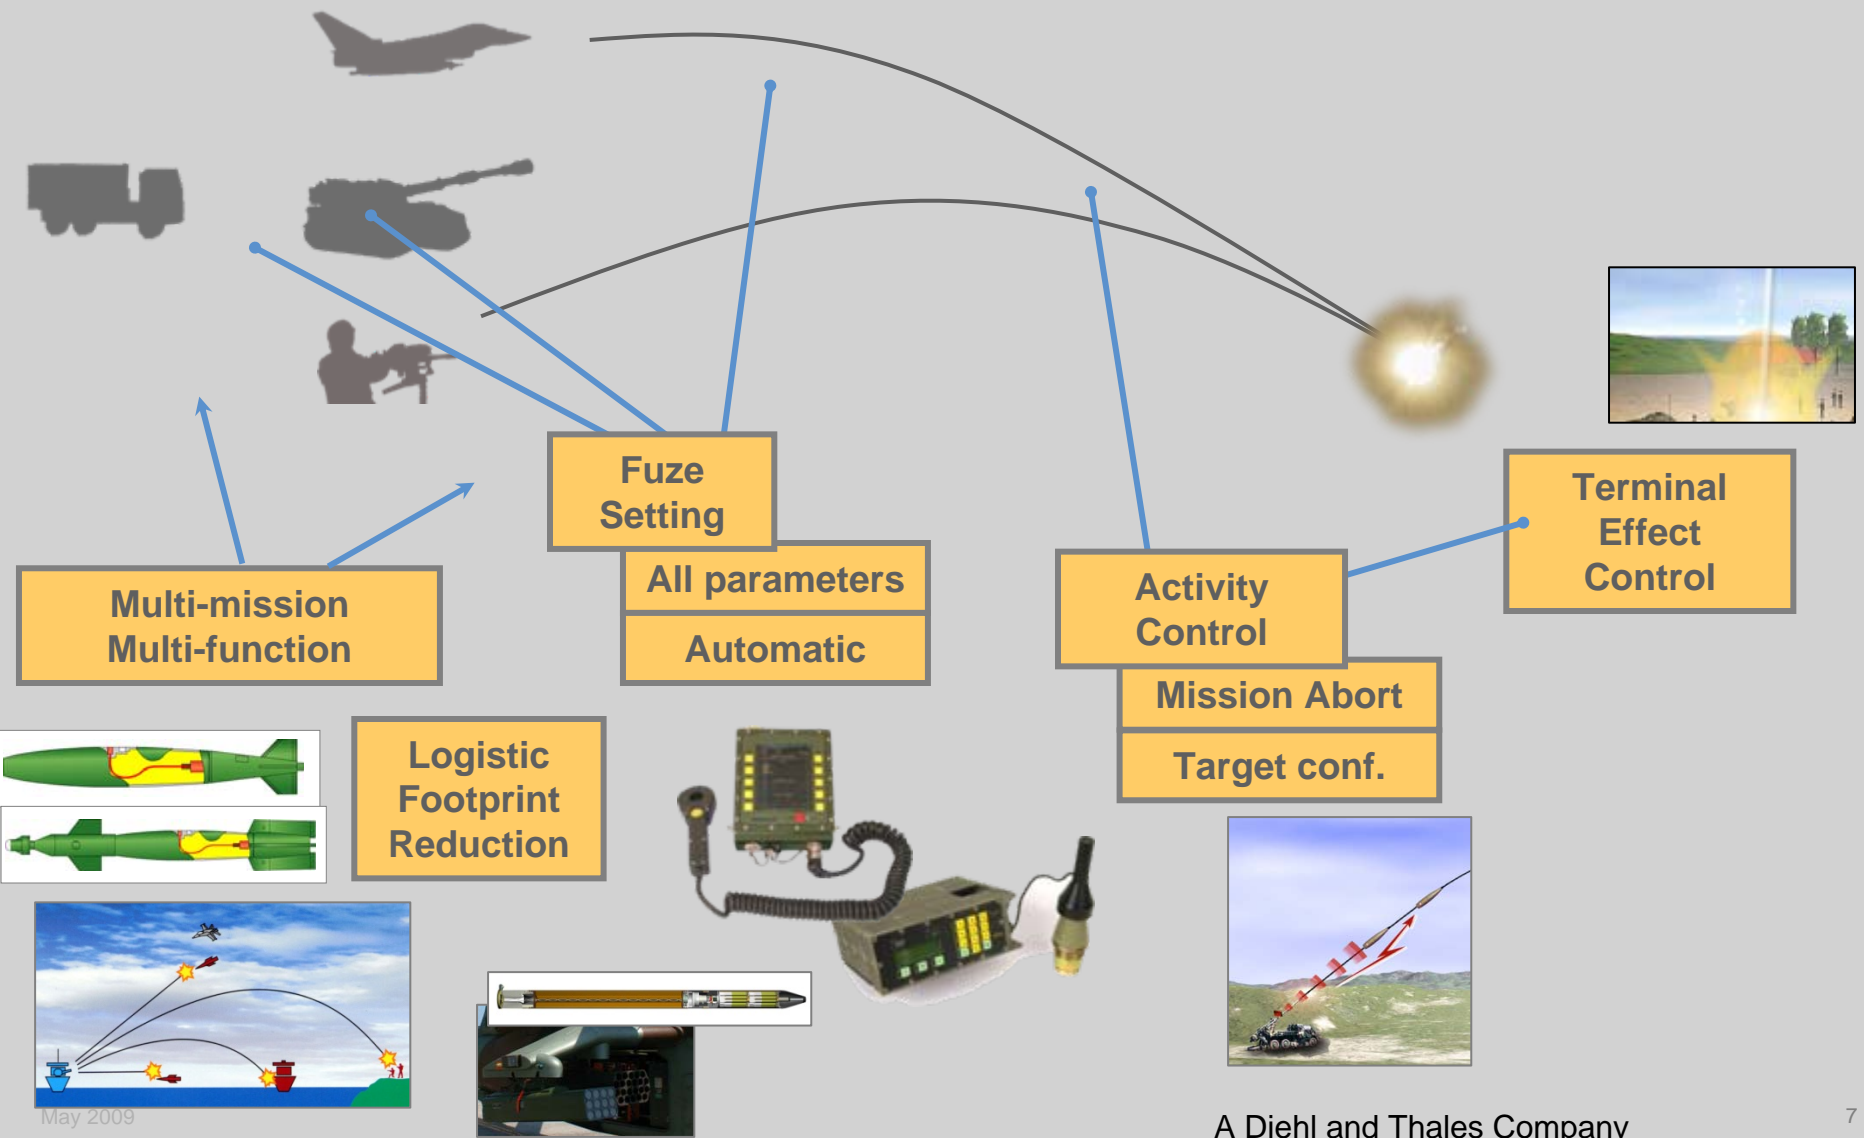 Fuze
Setting
All parameters
Automatic
Multi-mission
Multi-function
Logistic
Footprint
Reduction
Activity
Control
Mission Abort
Target conf.
Terminal
Effect
Control
May 2009
A Diehl and Thales Company
7